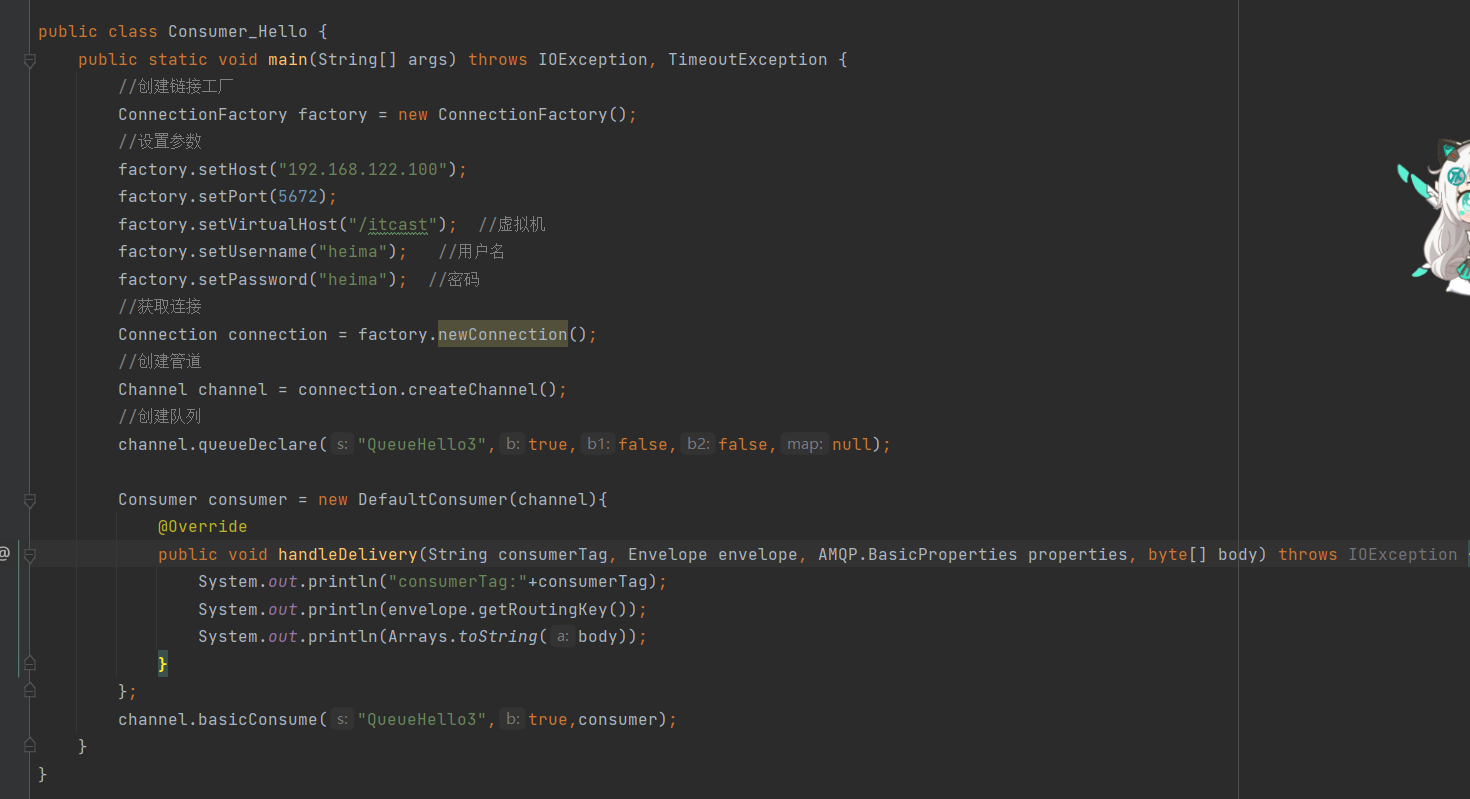 public class Consumer_Hello {
public static void main(String[] args) throws IOException, TimeoutException {
//创建链接工厂
ConnectionFactory factory = new ConnectionFactory();
//设置参数
factory.setHost("192.168.122.100");
factory.setPort(5672);
factory.setVirtualHost("/itcast");  //虚拟机
factory.setUsername("heima");   //用户名
factory.setPassword("heima");  //密码
//获取连接
Connection connection = factory.newConnection();
//创建管道
Channel channel = connection.createChannel();
//创建队列
channel.queueDeclare( s: "QueueHello3", b: true, b1: false, b2: false, map: null);
Consumer consumer = new DefaultConsumer(channel){
@Override
@ public void handleDelivery(String consumerTag, Envelope envelope, AMQP.BasicProperties properties, byte[] body) throws IOException {
System.out.println("consumerTag:"+consumerTag);
System.out.println(envelope.getRoutingKey());
System.out.println(Arrays.toString( a: body));
}
};
channel.basicConsume( s: "QueueHello3", b: true,consumer);
}
}